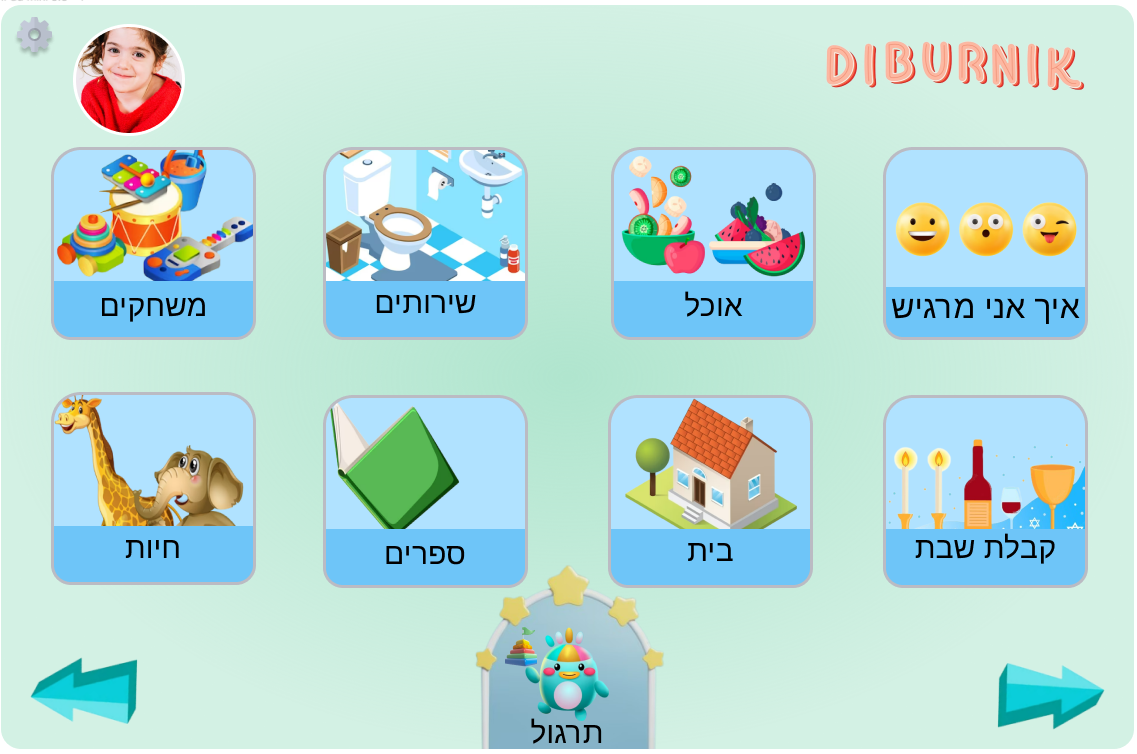 DIBURNIK
איך אני מרגיש
אוכל
שירותים
משחקים
קבלת שבת
בית
ספרים
חיות
תרגול